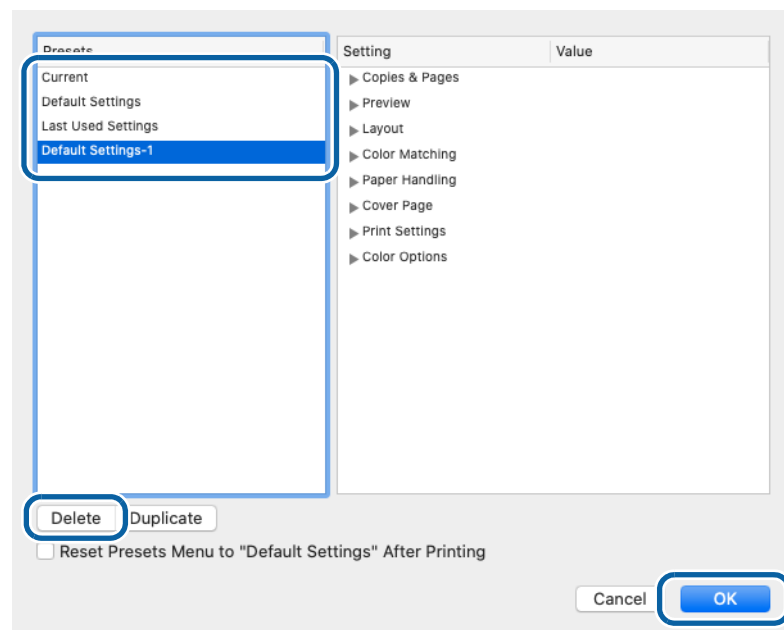 Presets
Current
Default Settings
Last Used Settings
Default Settings-1
Setting Value
Copies & Pages
Preview
Layout
Color Matching
Paper Handling
Cover Page
Print Settings
Color Options
Delete Duplicate
Reset Presets Menu to "Default Settings" After Printing
Cancel OK